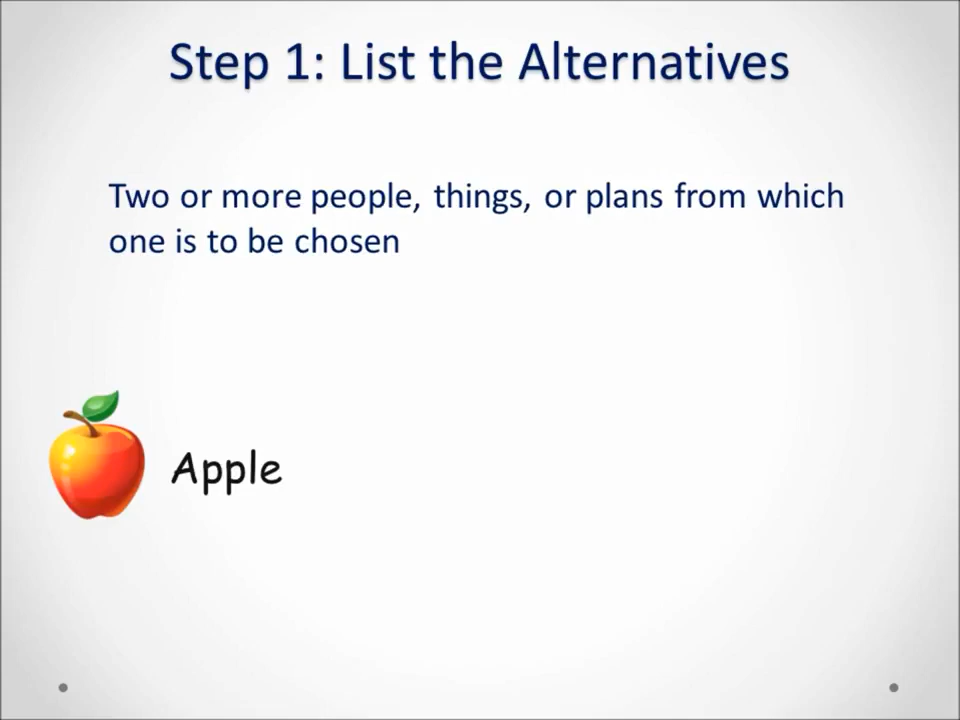 Step 1: List the Alternatives
Two or more people, things, or plans from which
one is to be chosen
Apple